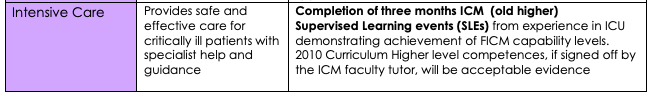 Intensive Care
Provides safe and
effective care for
critically ill patients with
specialist help and
guidance
Completion of three months ICM  (old higher)
Supervised Learning events (SLEs) from experience in ICU
demonstrating achievement of FICM capability levels.
2010 Curriculum Higher level competences, if signed off by
the ICM faculty tutor, will be acceptable evidence